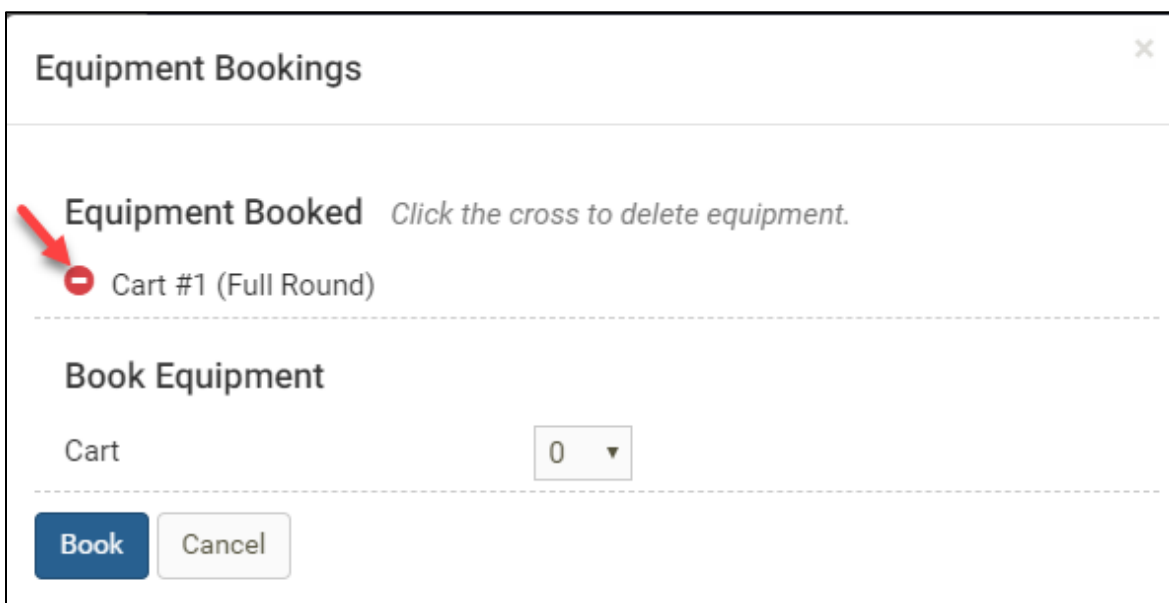 Equipment Bookings
Equipment Booked Click the cross to delete equipment.
Cart #1 (Full Round)
Book Equipment
Cart 0
Book Cancel